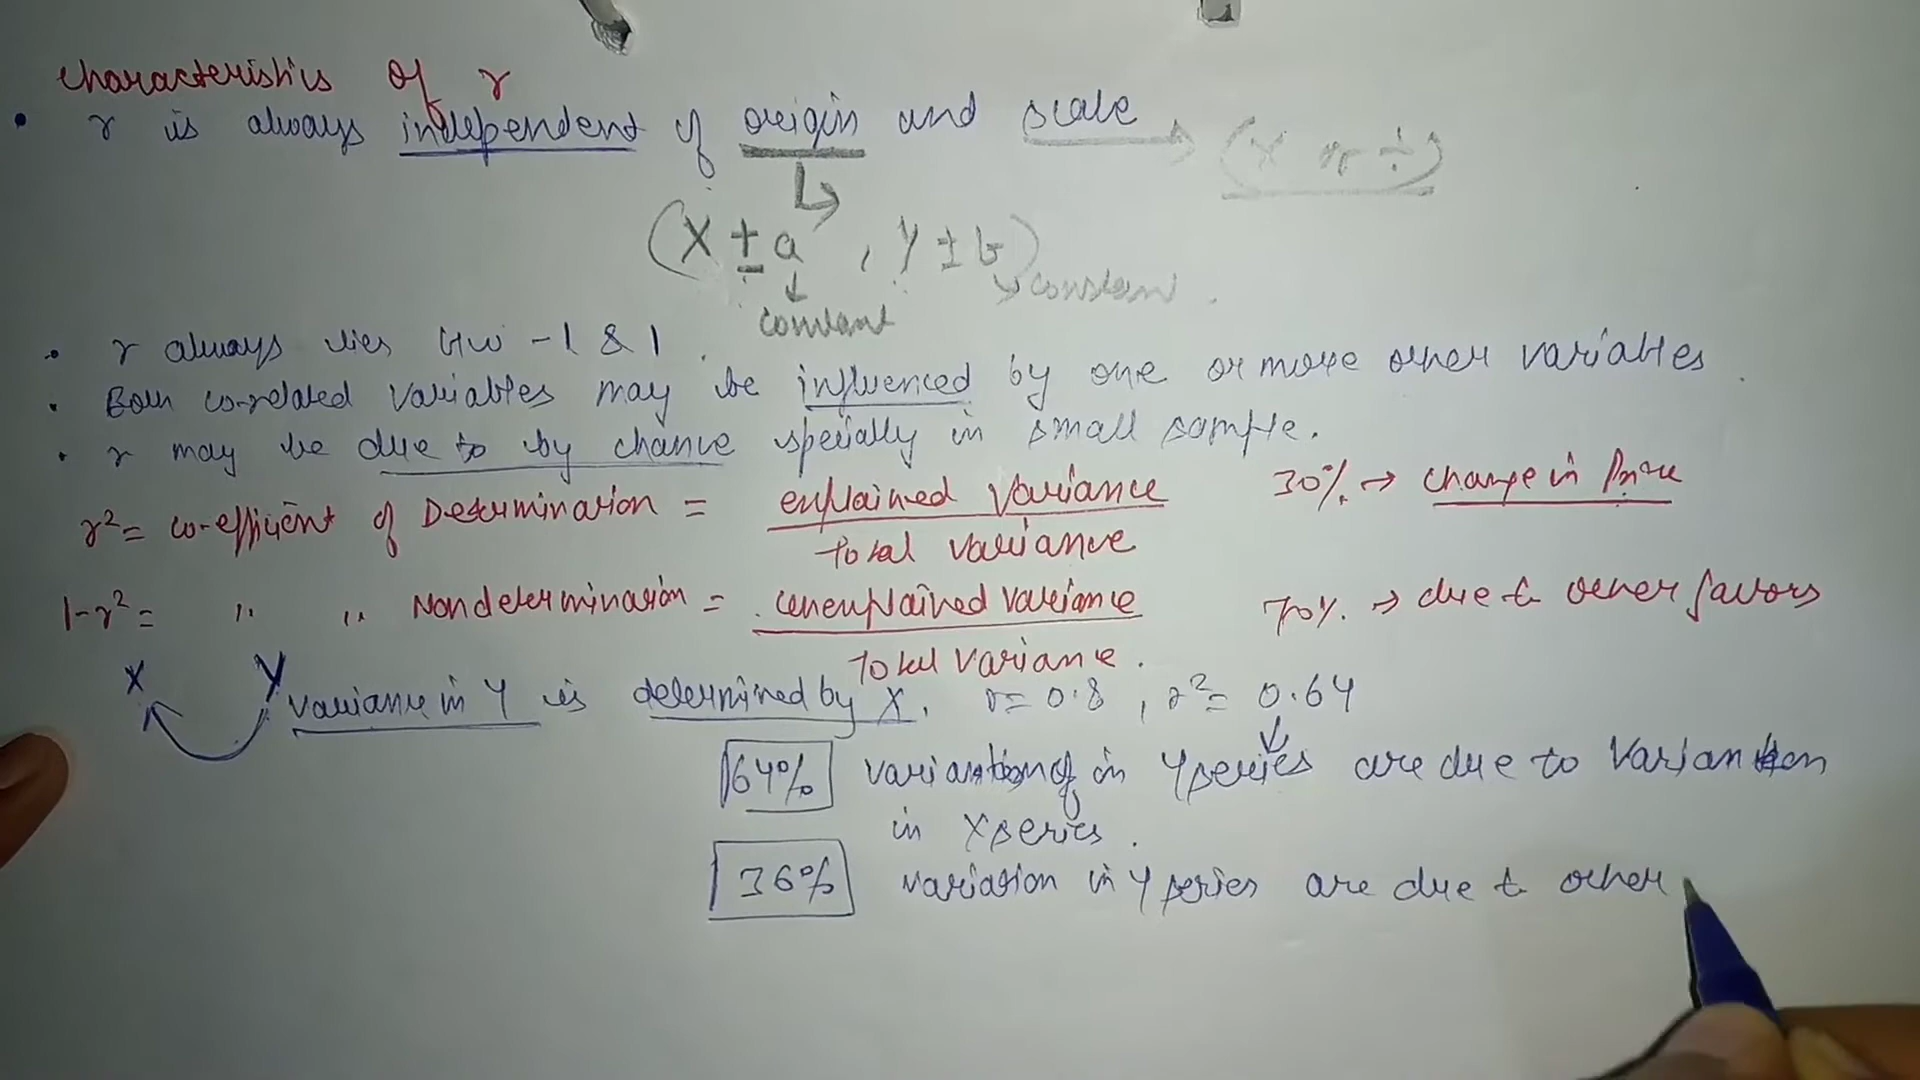 Characteristics of r
• r is always independent of origin and scale → (× or ÷)
(X ± a , Y ± b)
constant
constant
• r always lies b/w -1 & 1 .
• Both co-related variables may be influenced by one or more other variables .
• r may be due to by chance specially in small sample.
r² = co-efficient of Determination = explained variance
total variance
30% → change in Price
1-r² = ,, ,, Nondetermination = unexplained variance
Total variance .
70% → due to other factors
X Y
variance in Y is determined by X. r= 0.8 , r² = 0.64
64% variation in Y series are due to variation
in X series .
36% variation in Y series are due to other